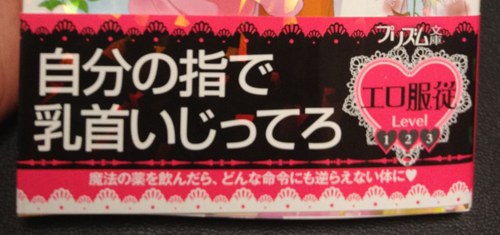 プリズム文庫
自分の指で
乳首いじってろ
エロ服従
Level
1 2 3
魔法の薬を飲んだら、どんな命令にも逆らえない体に♥